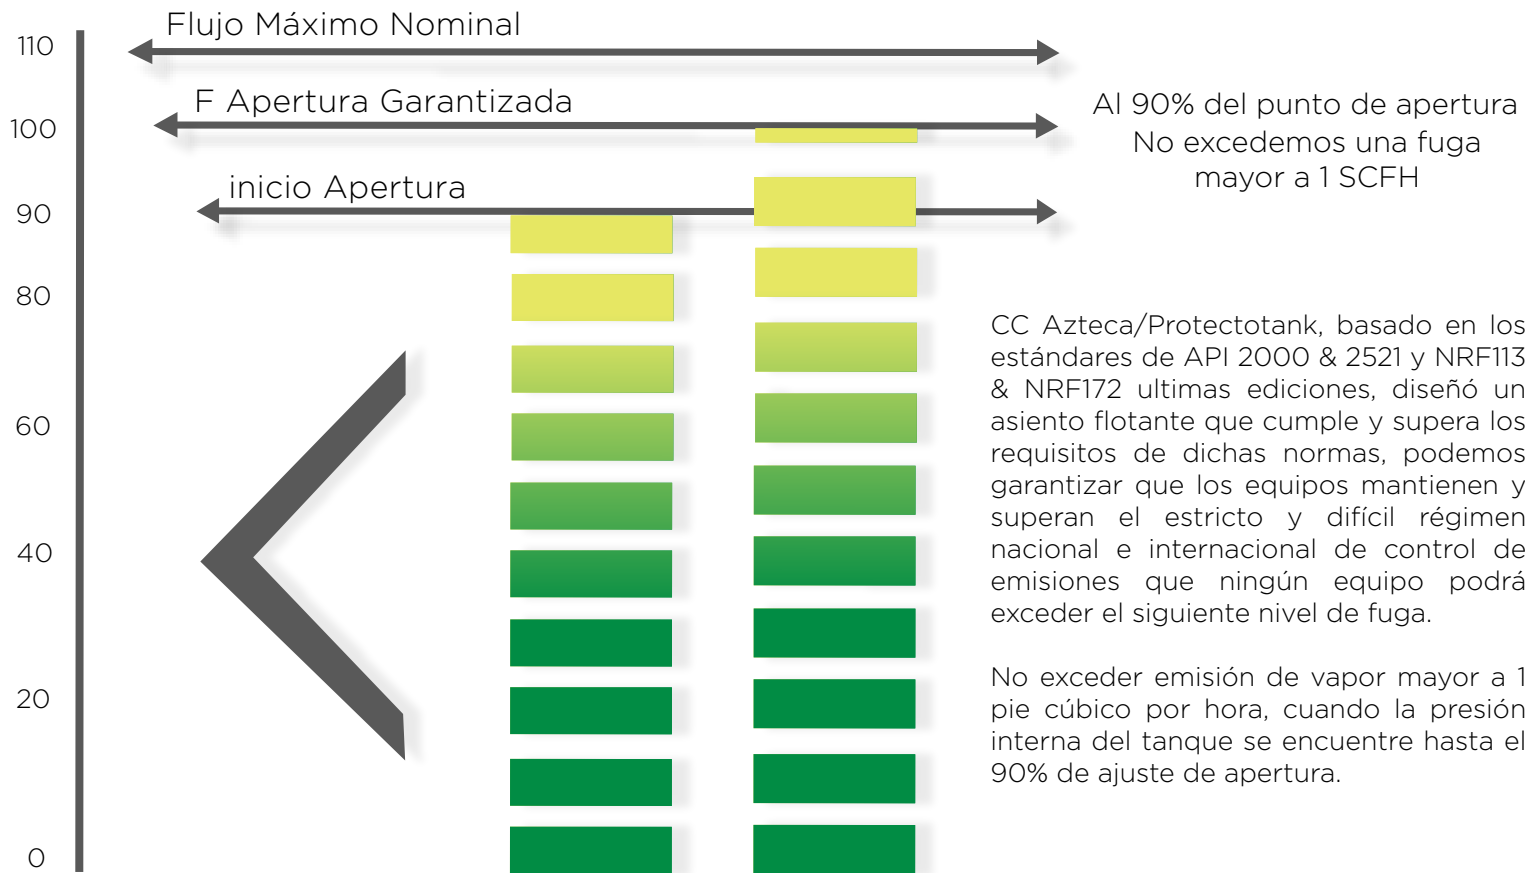 Flujo Máximo Nominal
110
F Apertura Garantizada
100
Al 90% del punto de apertura
No excedemos una fuga
mayor a 1 SCFH
inicio Apertura
90
80
60
40
20
0
CC Azteca/Protectotank, basado en los
estándares de API 2000 & 2521 y NRF113
& NRF172 ultimas ediciones, diseñó un
asiento flotante que cumple y supera los
requisitos de dichas normas, podemos
garantizar que los equipos mantienen y
superan el estricto y difícil régimen
nacional e internacional de control de
emisiones que ningún equipo podrá
exceder el siguiente nivel de fuga.
No exceder emisión de vapor mayor a 1
pie cúbico por hora, cuando la presión
interna del tanque se encuentre hasta el
90% de ajuste de apertura.